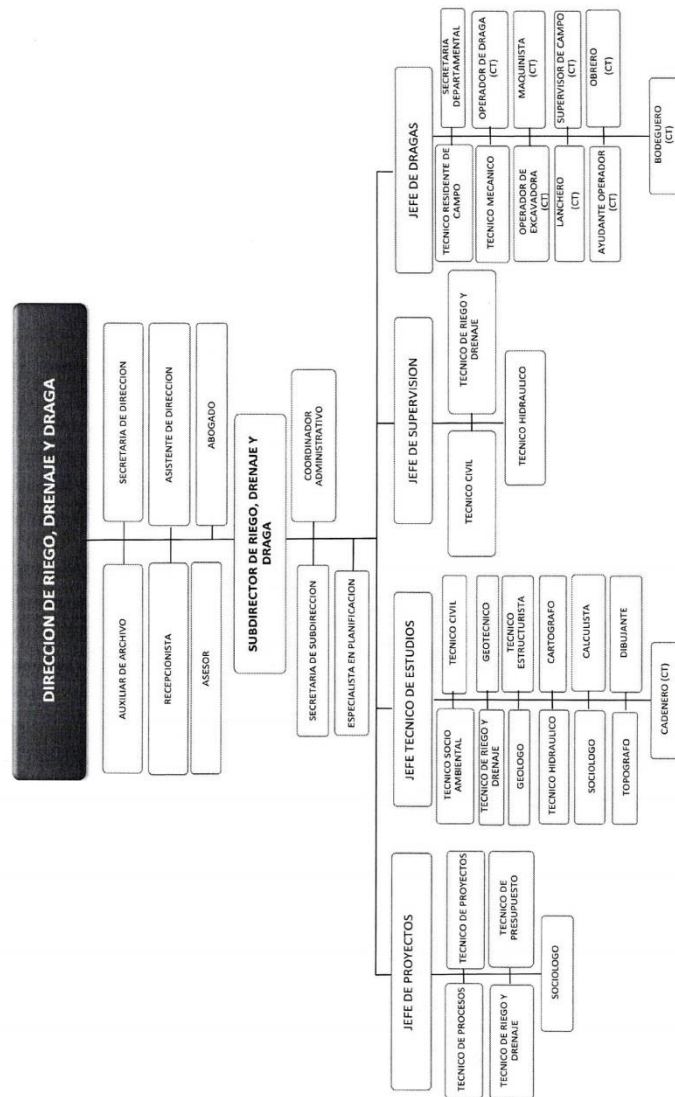 DIRECCION DE RIEGO, DRENAJE Y DRAGA
AUXILIAR DE ARCHIVO
SECRETARIA DE DIRECCION
RECEPCIONISTA
ASISTENTE DE DIRECCION
ASESOR
ABOGADO
SUBDIRECTOR DE RIEGO, DRENAJE Y
DRAGA
SECRETARIA DE SUBDIRECCION
COORDINADOR
ADMINISTRATIVO
ESPECIALISTA EN PLANIFICACION
JEFE DE PROYECTOS
TECNICO DE PROCESOS
TECNICO DE PROYECTOS
TECNICO DE RIEGO Y
DRENAJE
TECNICO DE
PRESUPUESTO
SOCIOLOGO
JEFE TECNICO DE ESTUDIOS
TECNICO SOCIO
AMBIENTAL
TECNICO CIVIL
TECNICO DE RIEGO Y
DRENAJE
GEOTECNICO
GEOLOGO
TECNICO
ESTRUCTURISTA
TECNICO HIDRAULICO
CARTOGRAFO
SOCIOLOGO
CALCULISTA
TOPOGRAFO
DIBUJANTE
CADENERO (CT)
JEFE DE SUPERVISION
TECNICO CIVIL
TECNICO DE RIEGO Y
DRENAJE
TECNICO HIDRAULICO
JEFE DE DRAGAS
TECNICO RESIDENTE DE
CAMPO
SECRETARIA
DEPARTAMENTAL
TECNICO MECANICO
OPERADOR DE DRAGA
(CT)
OPERADOR DE
EXCAVADORA
(CT)
MAQUINISTA
(CT)
LANCHERO
(CT)
SUPERVISOR DE CAMPO
(CT)
AYUDANTE OPERADOR
(CT)
OBRERO
(CT)
BODEGUERO
(CT)